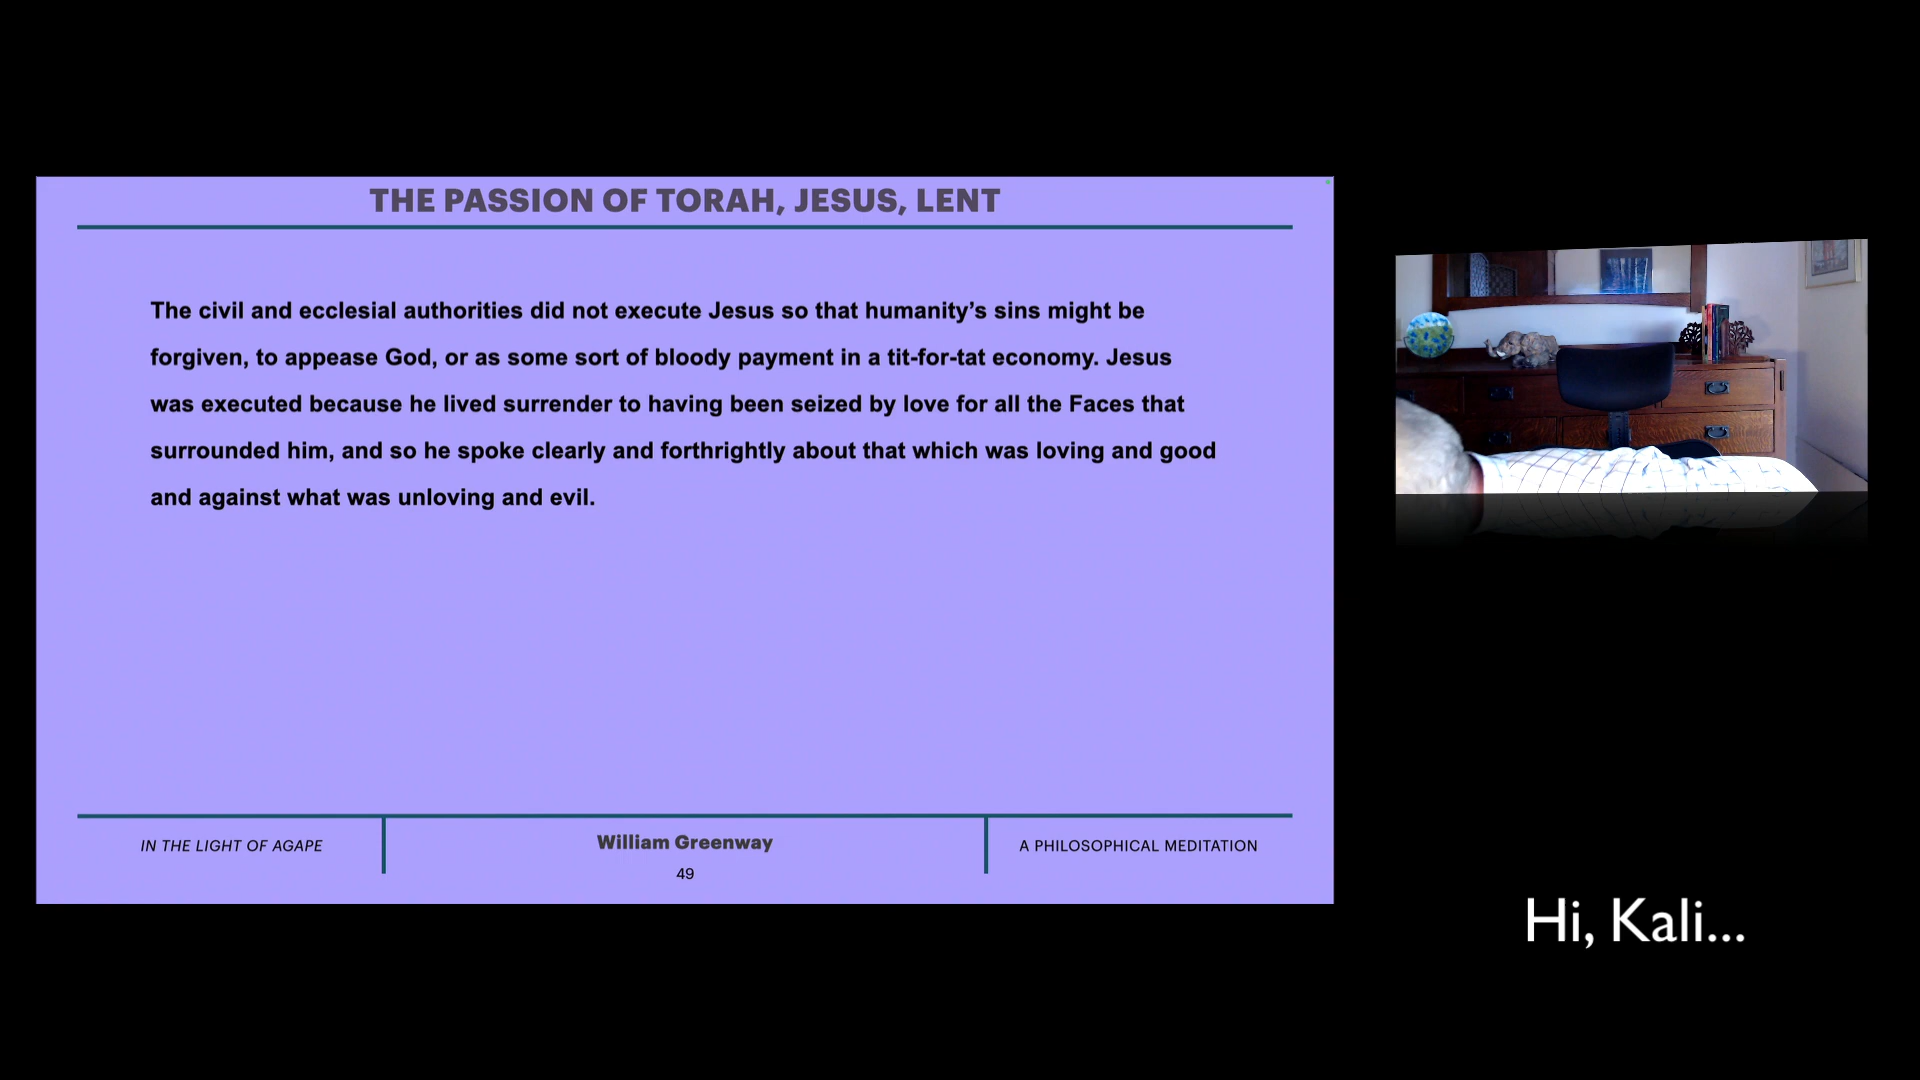 THE PASSION OF TORAH, JESUS, LENT
The civil and ecclesial authorities did not execute Jesus so that humanity’s sins might be
forgiven, to appease God, or as some sort of bloody payment in a tit-for-tat economy. Jesus
was executed because he lived surrender to having been seized by love for all the Faces that
surrounded him, and so he spoke clearly and forthrightly about that which was loving and good
and against what was unloving and evil.
IN THE LIGHT OF AGAPE
William Greenway
49
A PHILOSOPHICAL MEDITATION
Hi, Kali...